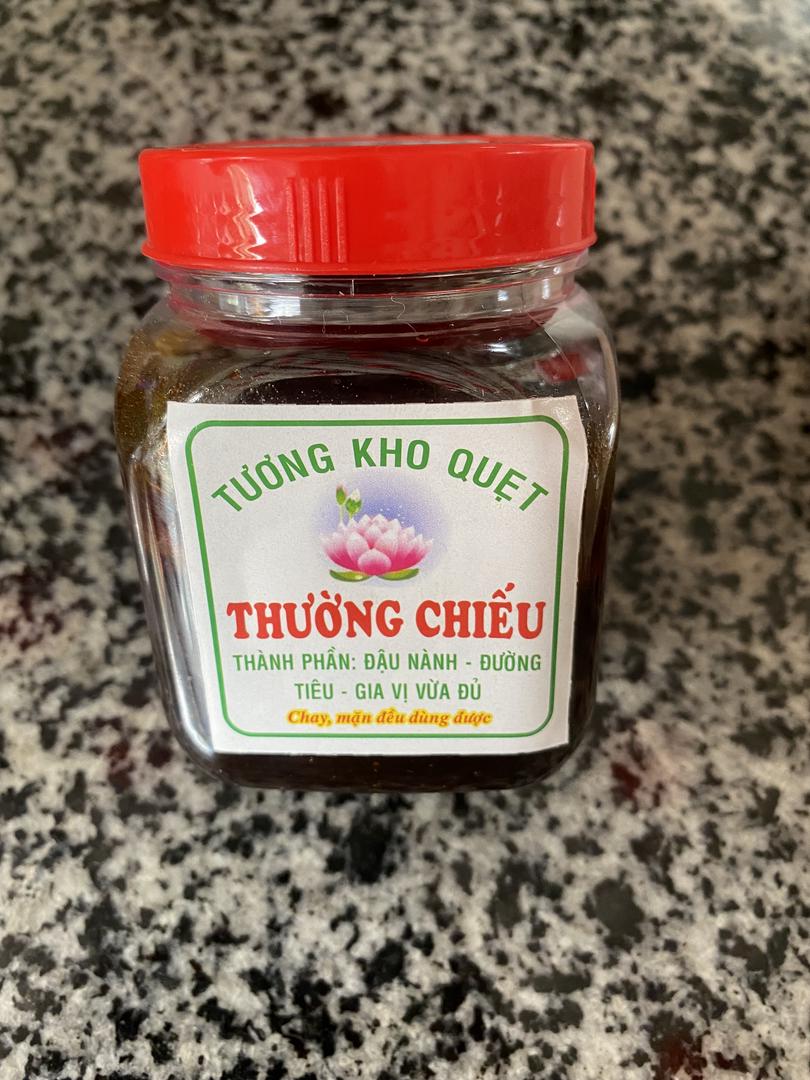 TƯƠNG KHO QUẸT
THƯỜNG CHIẾU
THÀNH PHẦN: ĐẬU NÀNH - ĐƯỜNG
TIÊU - GIA VỊ VỪA ĐỦ
Chay, mặn đều dùng được